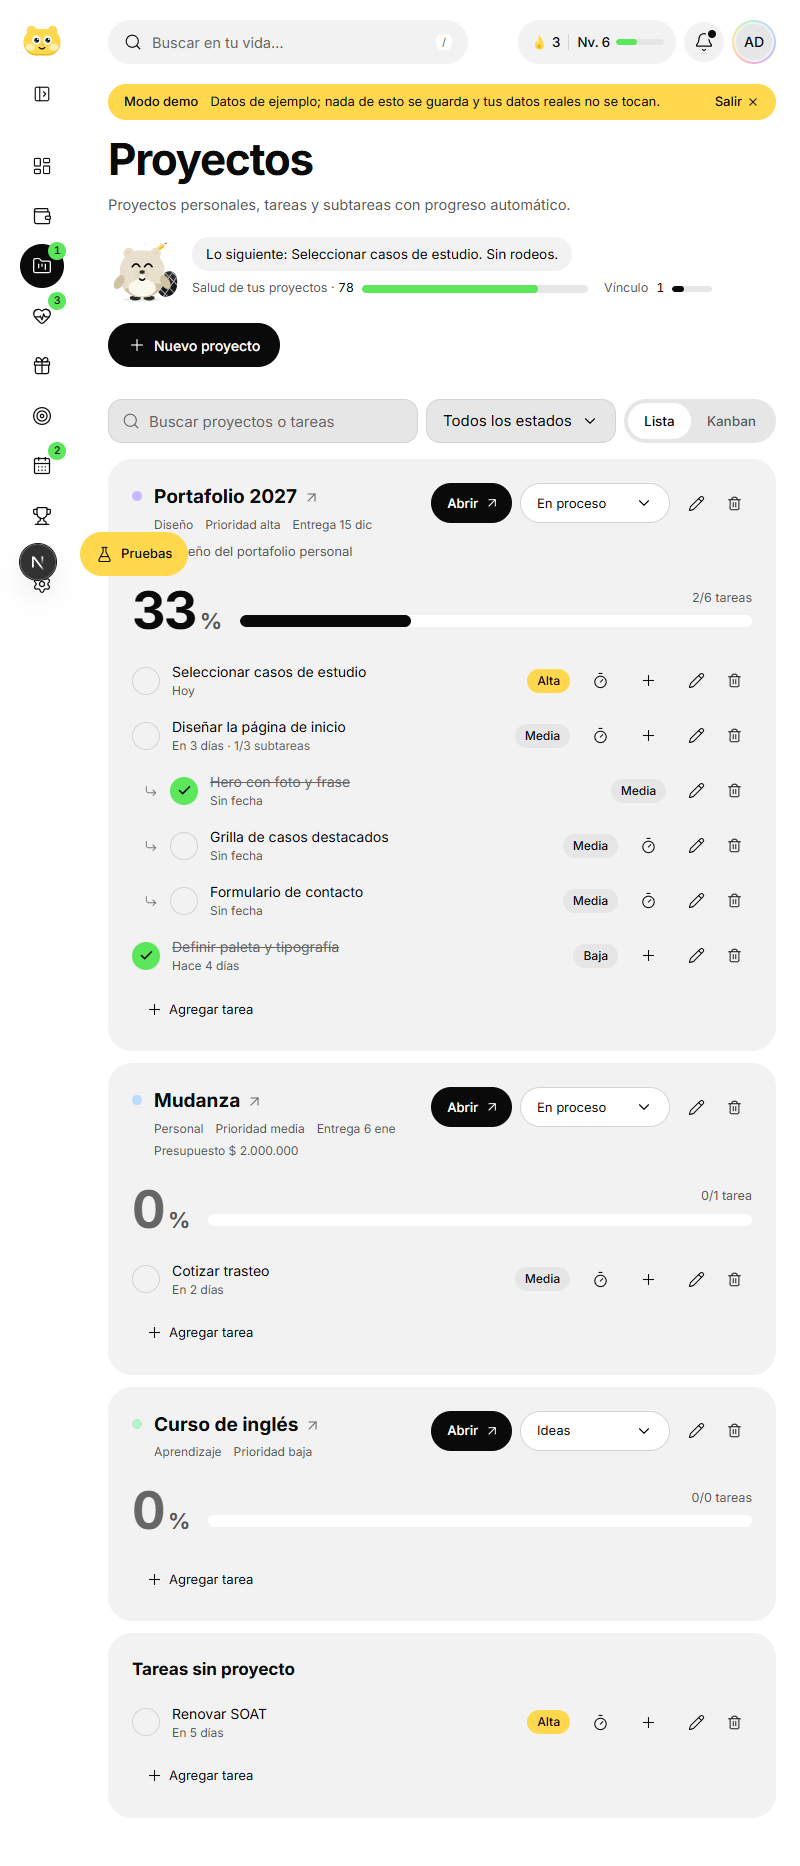 Buscar en tu vida...
/
3
Nv. 6
AD
Modo demo Datos de ejemplo; nada de esto se guarda y tus datos reales no se tocan.
Salir
Proyectos
Proyectos personales, tareas y subtareas con progreso automático.
1
3
2
N
Lo siguiente: Seleccionar casos de estudio. Sin rodeos.
Salud de tus proyectos · 78
Vínculo 1
Nuevo proyecto
Buscar proyectos o tareas
Todos los estados
Lista
Kanban
Portafolio 2027
Abrir
En proceso
Diseño Prioridad alta Entrega 15 dic
Pruebas
eño del portafolio personal
33 %
2/6 tareas
Seleccionar casos de estudio
Hoy
Alta
Diseñar la página de inicio
En 3 días · 1/3 subtareas
Media
Hero con foto y frase
Sin fecha
Media
Grilla de casos destacados
Sin fecha
Media
Formulario de contacto
Sin fecha
Media
Definir paleta y tipografía
Hace 4 días
Baja
Agregar tarea
Mudanza
Abrir
En proceso
Personal Prioridad media Entrega 6 ene
Presupuesto $ 2.000.000
0 %
0/1 tarea
Cotizar trasteo
En 2 días
Media
Agregar tarea
Curso de inglés
Abrir
Ideas
Aprendizaje Prioridad baja
0 %
0/0 tareas
Agregar tarea
Tareas sin proyecto
Renovar SOAT
En 5 días
Alta
Agregar tarea